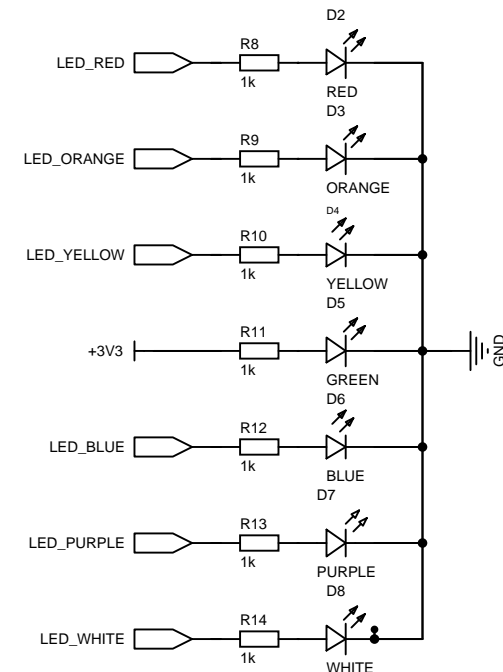 D2
R8
LED_RED
1k
RED
D3
R9
LED_ORANGE
1k
ORANGE
D4
R10
LED_YELLOW
1k
YELLOW
D5
R11
+3V3
1k
GREEN
GND
D6
R12
LED_BLUE
1k
BLUE
D7
R13
LED_PURPLE
1k
PURPLE
D8
R14
LED_WHITE
1k
WHITE